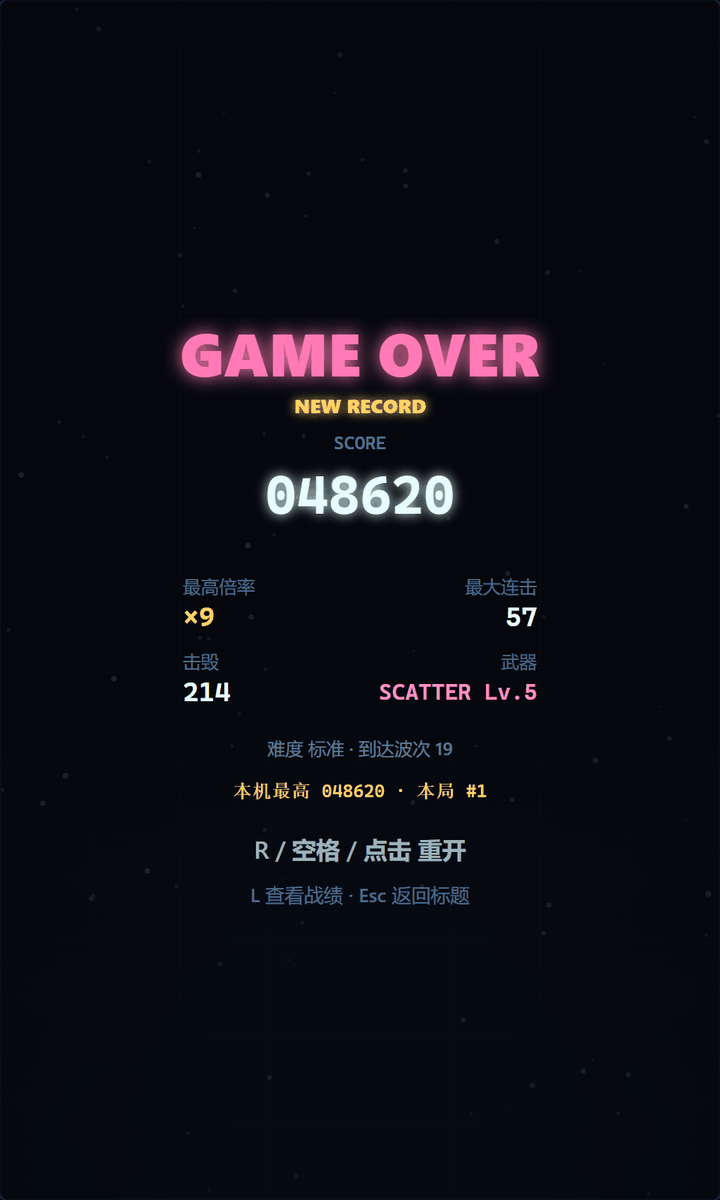 GAME OVER
NEW RECORD
SCORE
048620
最高倍率 最大连击
×9 57
击毁 武器
214 SCATTER Lv.5
难度 标准 · 到达波次 19
本机最高 048620 · 本局 #1
R / 空格 / 点击 重开
L 查看战绩 · Esc 返回标题